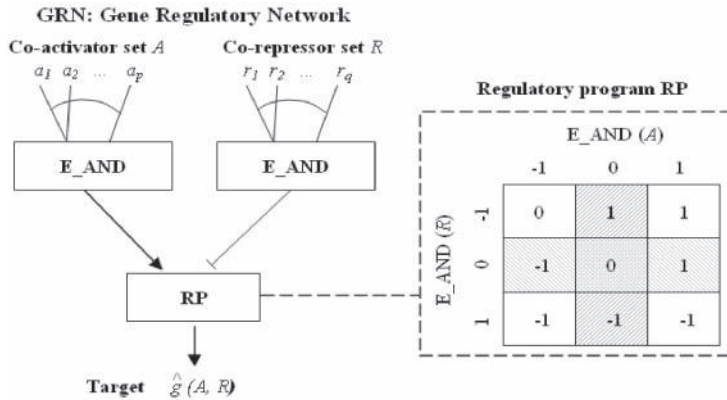 GRN: Gene Regulatory Network
Co-activator set A
Co-repressor set R
a1 a2 ... ap
r1 r2 ... rq
E_AND
E_AND
RP
Target ĝ (A, R)
Regulatory program RP
E_AND (A)
-1 0 1
E_AND (R)
-1 0 1 1
0 -1 0 1
1 -1 -1 -1